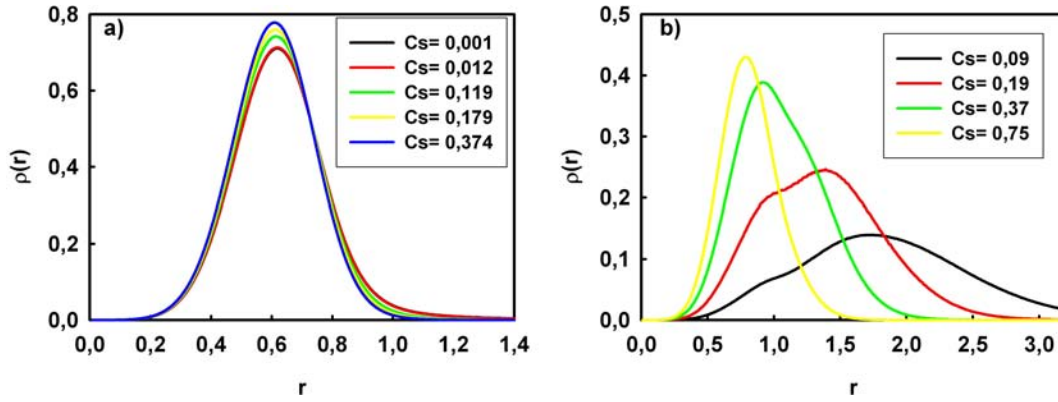 a)
Cs= 0,001
Cs= 0,012
Cs= 0,119
Cs= 0,179
Cs= 0,374
ρ(r)
0,8
0,6
0,4
0,2
0,0
0,0 0,2 0,4 0,6 0,8 1,0 1,2 1,4
r
b)
Cs= 0,09
Cs= 0,19
Cs= 0,37
Cs= 0,75
ρ(r)
0,5
0,4
0,3
0,2
0,1
0,0
0,0 0,5 1,0 1,5 2,0 2,5 3,0
r